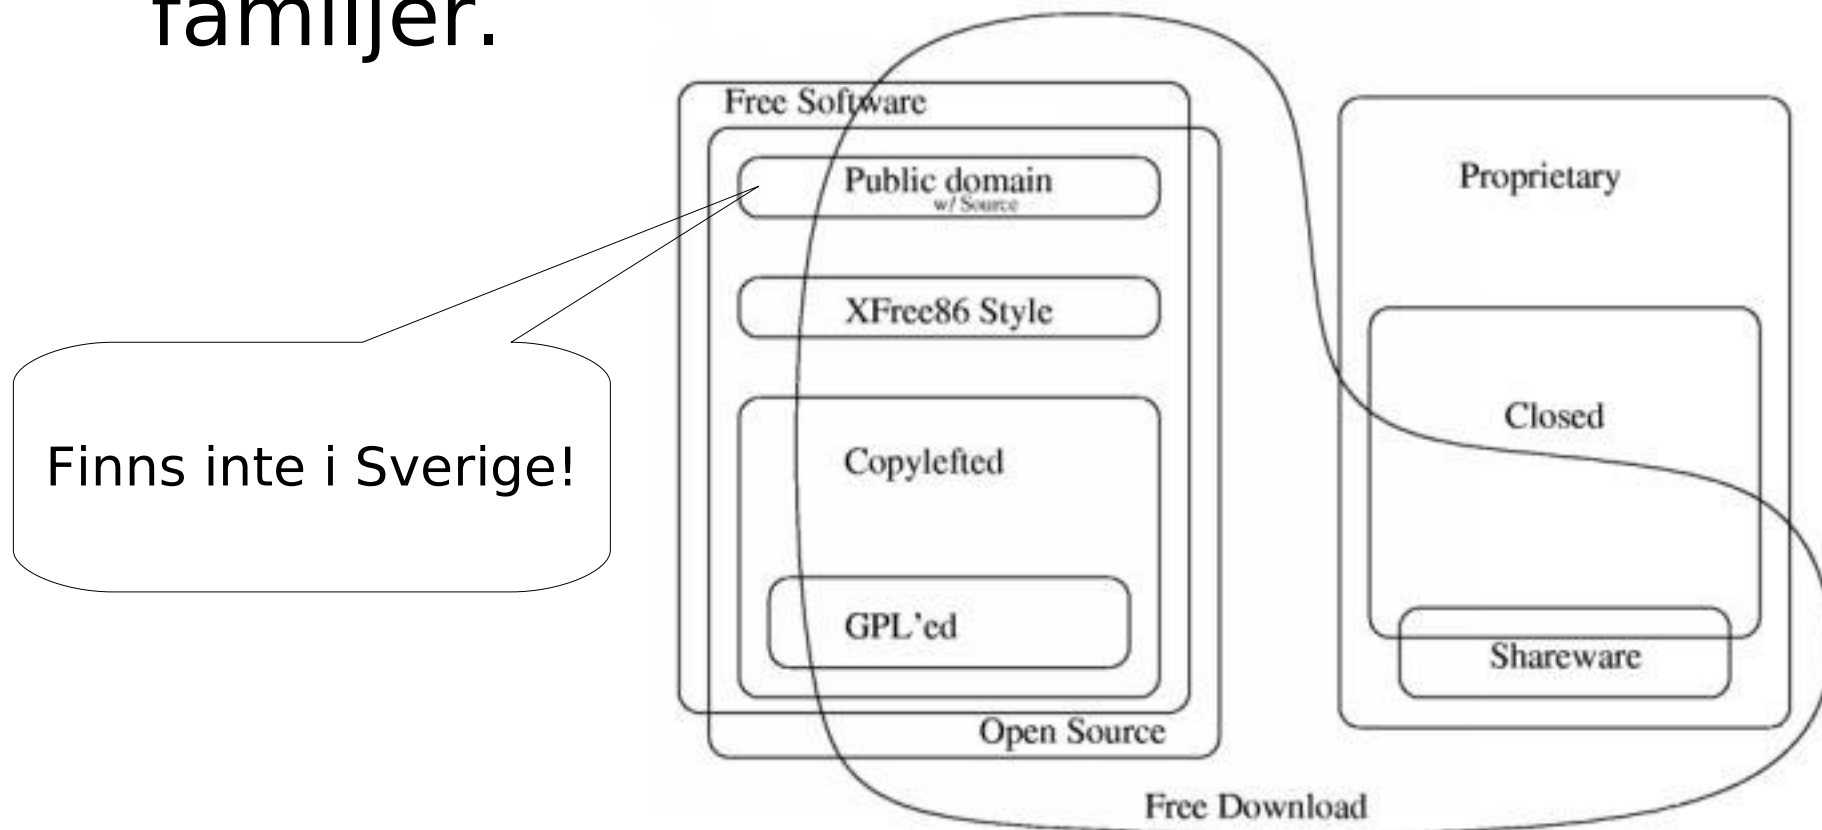 familjer.
Free Software
Public domain
w/ Source
XFree86 Style
Copylefted
GPL'ed
Open Source
Proprietary
Closed
Shareware
Free Download
Finns inte i Sverige!